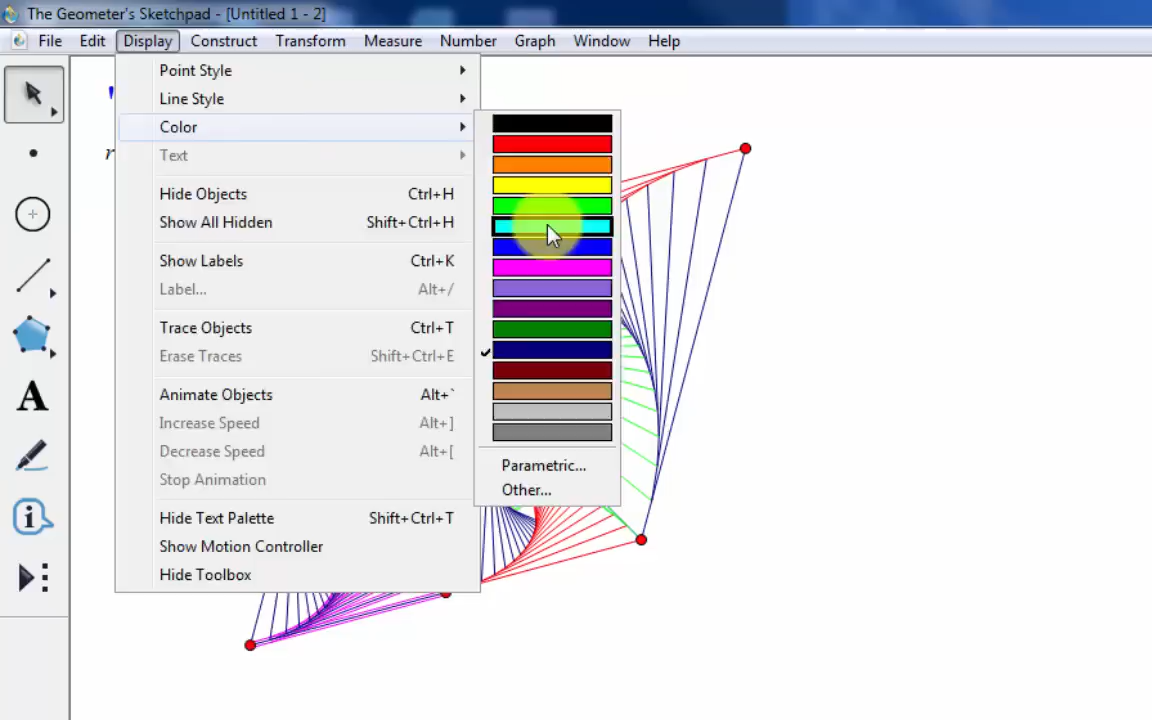 The Geometer's Sketchpad - [Untitled 1 - 2]
File Edit Display Construct Transform Measure Number Graph Window Help
Point Style
Line Style
Color
Text
Hide Objects Ctrl+H
Show All Hidden Shift+Ctrl+H
Show Labels Ctrl+K
Label... Alt+/
Trace Objects Ctrl+T
Erase Traces Shift+Ctrl+E
Animate Objects Alt+`
Increase Speed Alt+]
Decrease Speed Alt+[
Stop Animation
Hide Text Palette Shift+Ctrl+T
Show Motion Controller
Hide Toolbox
Parametric...
Other...
A
i